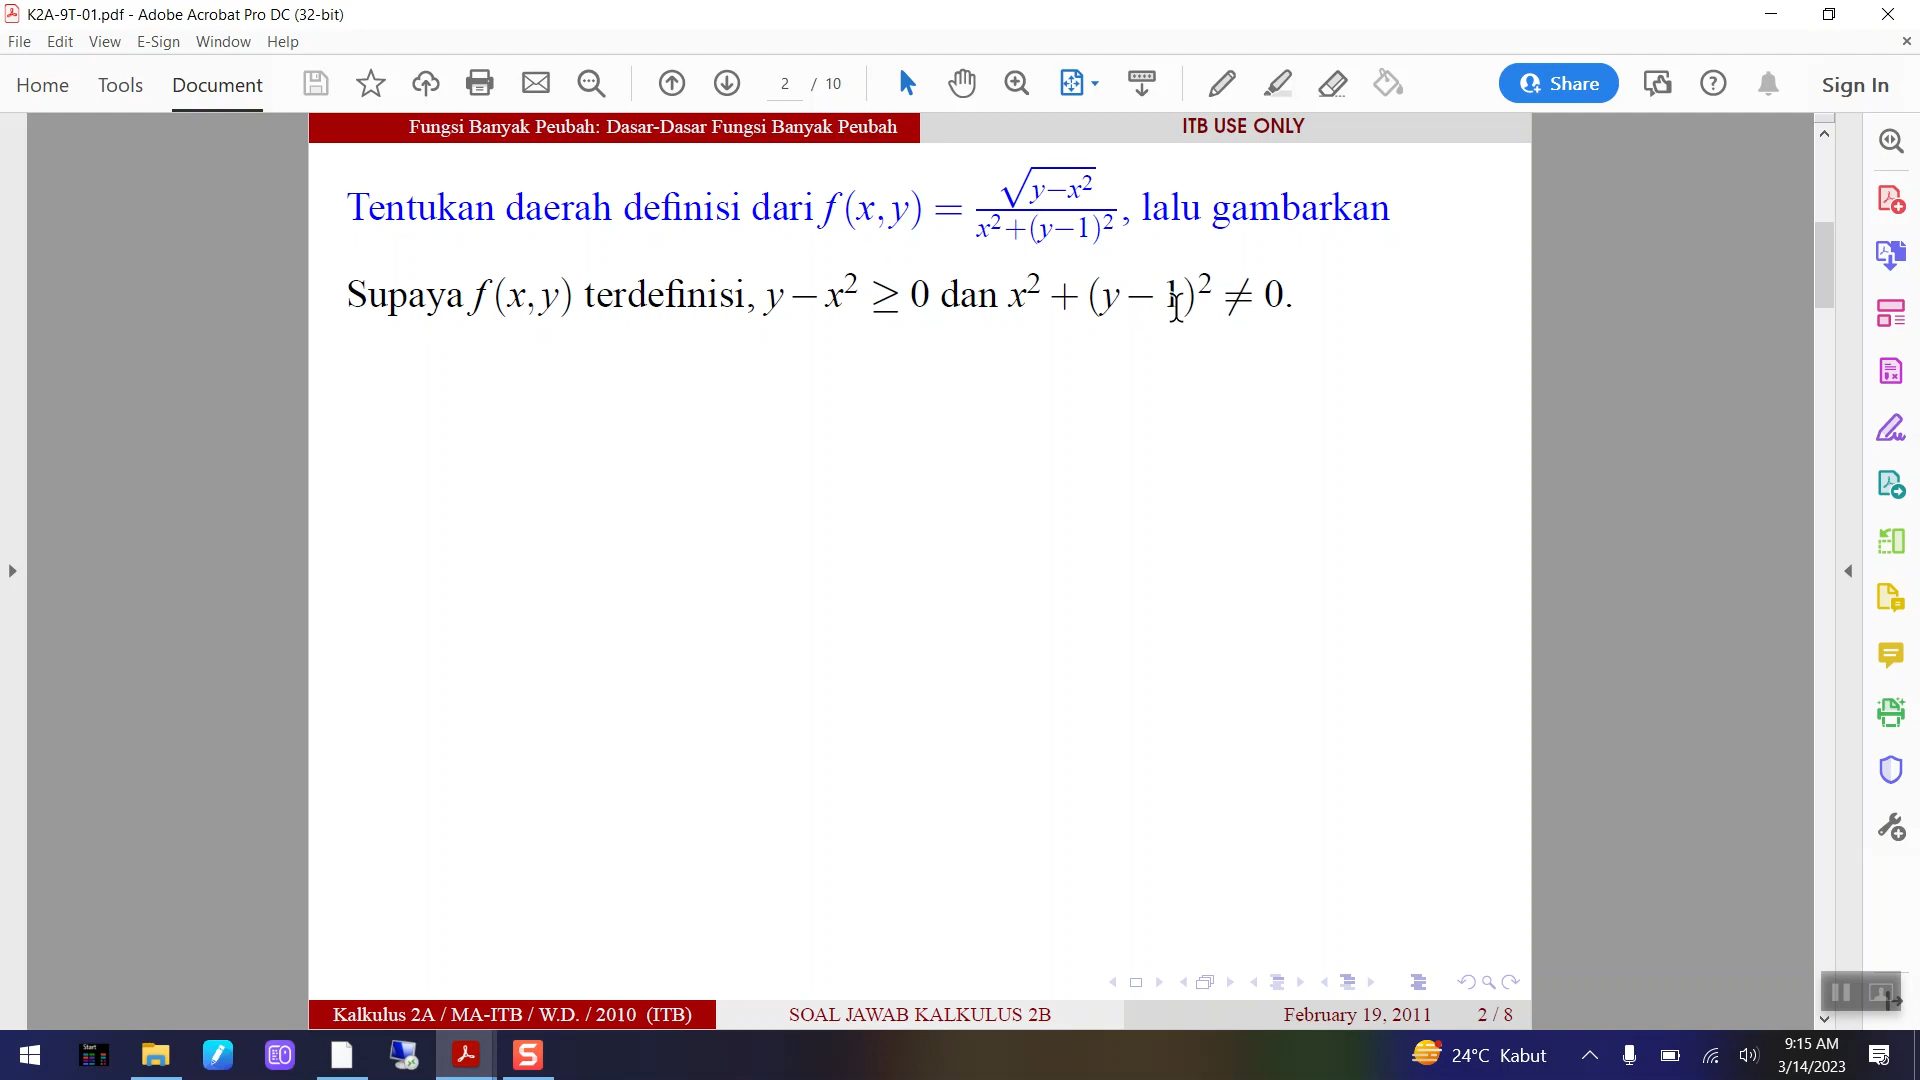 K2A-9T-01.pdf - Adobe Acrobat Pro DC (32-bit)
File Edit View E-Sign Window Help
Home Tools Document 2 / 10 Share Sign In
Fungsi Banyak Peubah: Dasar-Dasar Fungsi Banyak Peubah ITB USE ONLY
Tentukan daerah definisi dari f(x,y) = √(y−x²) / (x²+(y−1)²), lalu gambarkan
Supaya f(x,y) terdefinisi, y − x² ≥ 0 dan x² + (y − 1)² ≠ 0.
Kalkulus 2A / MA-ITB / W.D. / 2010 (ITB) SOAL JAWAB KALKULUS 2B February 19, 2011 2 / 8
Start 24°C Kabut 9:15 AM
3/14/2023